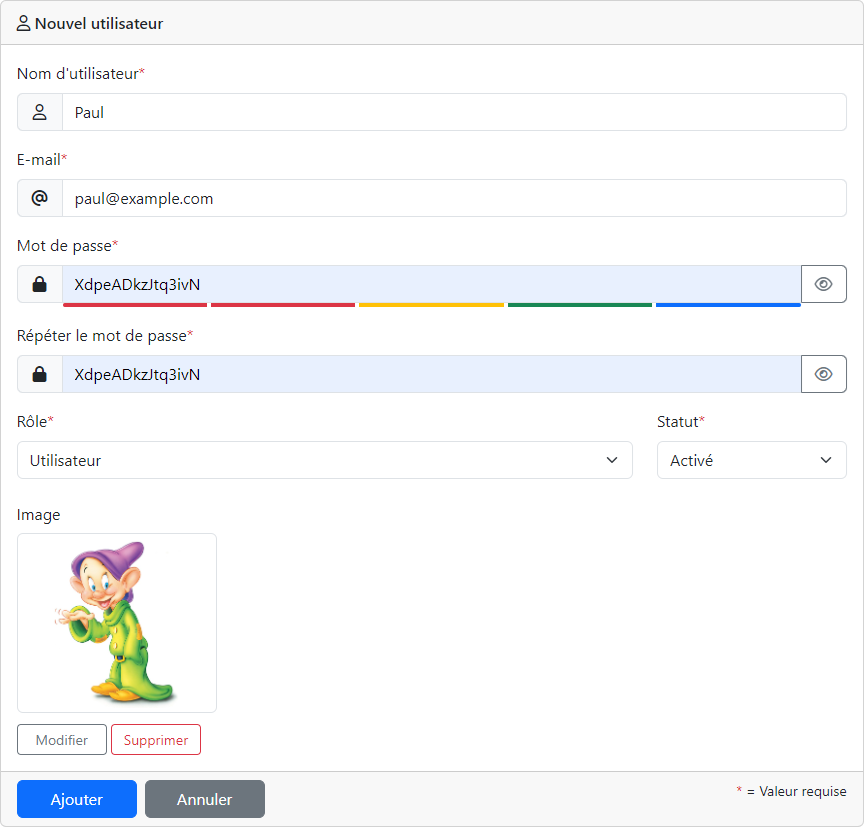 Nouvel utilisateur
Nom d'utilisateur*
Paul
E-mail*
@ paul@example.com
Mot de passe*
XdpeADkzJtq3ivN
Répéter le mot de passe*
XdpeADkzJtq3ivN
Rôle* Statut*
Utilisateur Activé
Image
Modifier Supprimer
Ajouter Annuler * = Valeur requise